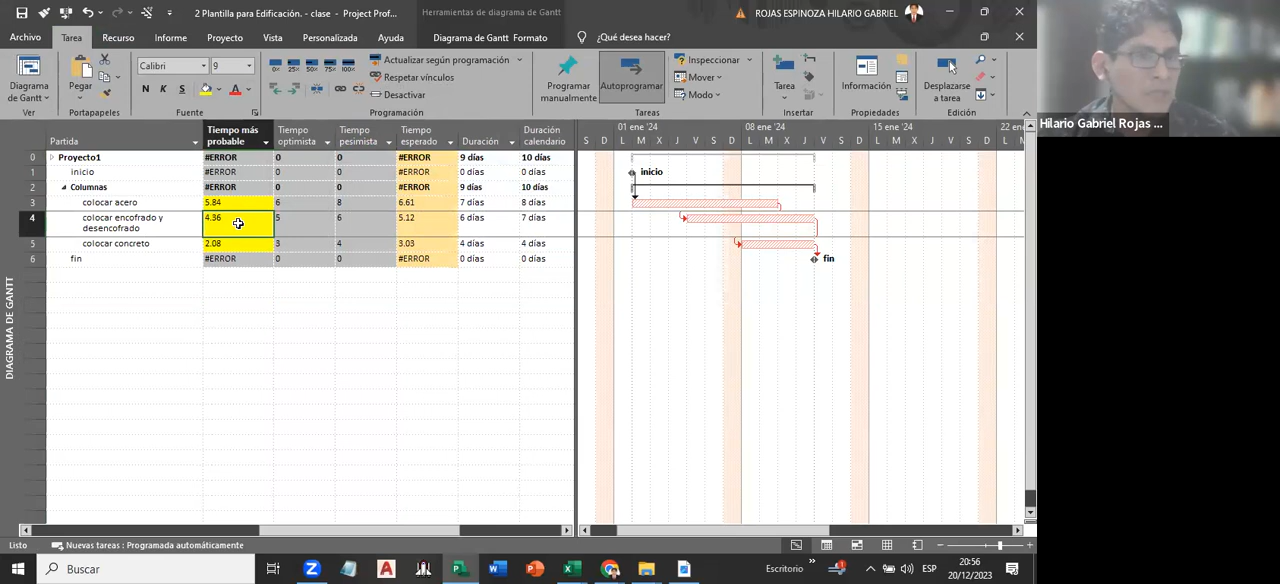 2 Plantilla para Edificación. - clase - Project Prof...
Herramientas de diagrama de Gantt
ROJAS ESPINOZA HILARIO GABRIEL
Archivo Tarea Recurso Informe Proyecto Vista Personalizada Ayuda Diagrama de Gantt Formato ¿Qué desea hacer?
Diagrama
de Gantt
Ver
Pegar
Portapapeles
Calibri 9
N K S A
Fuente
0% 25% 50% 75% 100%
Actualizar según programación
Respetar vínculos
Desactivar
Programar
manualmente
Autoprogramar
Inspeccionar
Mover
Modo
Tareas
Tarea
Insertar
Información
Propiedades
Desplazarse
a tarea
Edición
Hilario Gabriel Rojas ...
Partida Tiempo más probable Tiempo optimista Tiempo pesimista Tiempo esperado Duración Duración calendario
01 ene '24 08 ene '24 15 ene '24 22 ene
S D L M X J V S D L M X J V S D L M X J V S D L M
0 Proyecto1 #ERROR 0 0 #ERROR 9 días 10 días
1 inicio #ERROR 0 0 #ERROR 0 días 0 días
2 Columnas #ERROR 0 0 #ERROR 9 días 10 días
3 colocar acero 5.84 6 8 6.61 7 días 8 días
4 colocar encofrado y desencofrado 4.36 5 6 5.12 6 días 7 días
5 colocar concreto 2.08 3 4 3.03 4 días 4 días
6 fin #ERROR 0 0 #ERROR 0 días 0 días
inicio
fin
DIAGRAMA DE GANTT
Listo Nuevas tareas : Programada automáticamente
Buscar
Escritorio
ESP
20:56
20/12/2023